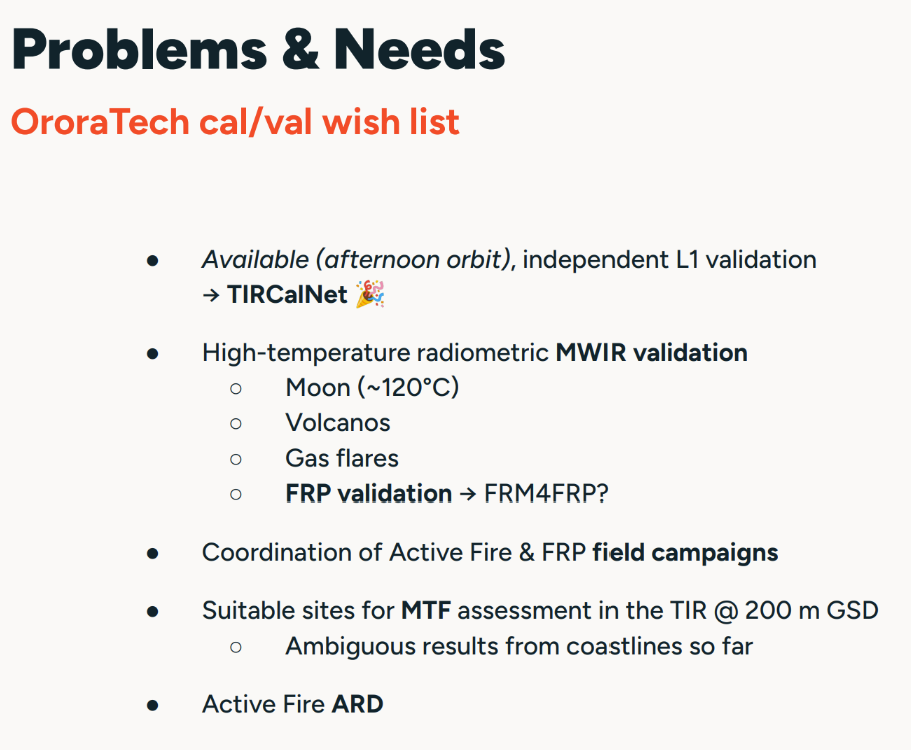 Problems & Needs
OroraTech cal/val wish list
● Available (afternoon orbit), independent L1 validation
→ TIRCalNet 🎉
● High-temperature radiometric MWIR validation
○ Moon (~120°C)
○ Volcanos
○ Gas flares
○ FRP validation → FRM4FRP?
● Coordination of Active Fire & FRP field campaigns
● Suitable sites for MTF assessment in the TIR @ 200 m GSD
○ Ambiguous results from coastlines so far
● Active Fire ARD